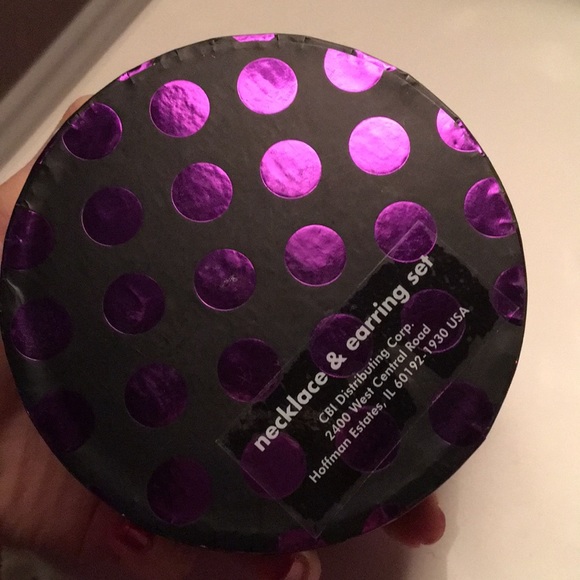 necklace & earring set
CBI Distributing Corp.
2400 West Central Road
Hoffman Estates, IL 60192-1930 USA